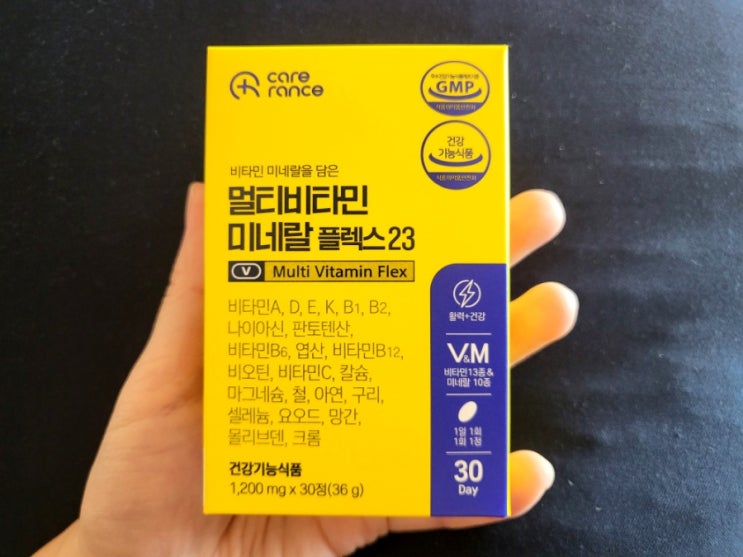 care
rance
GMP
건강
기능식품
비타민 미네랄을 담은
멀티비타민
미네랄 플렉스 23
V Multi Vitamin Flex
비타민A, D, E, K, B1, B2,
나이아신, 판토텐산,
비타민B6, 엽산, 비타민B12,
비오틴, 비타민C, 칼슘,
마그네슘, 철, 아연, 구리,
셀레늄, 요오드, 망간,
몰리브덴, 크롬
건강기능식품
1,200 mg x 30정(36 g)
활력+건강
V&M
비타민13종&
미네랄 10종
1일 1회
1회 1정
30
Day